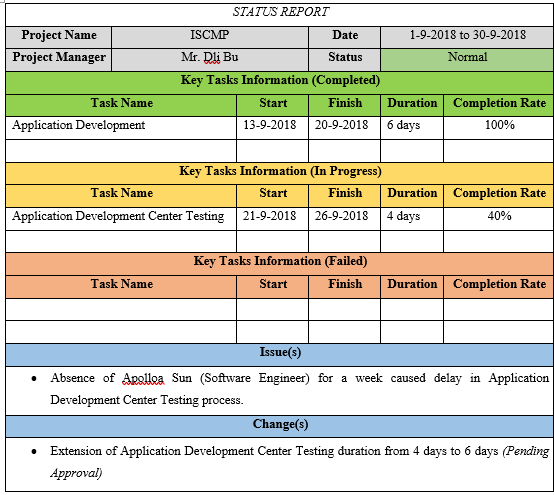 STATUS REPORT
Project Name ISCMP Date 1-9-2018 to 30-9-2018
Project Manager Mr. Dli Bu Status Normal
Key Tasks Information (Completed)
Task Name Start Finish Duration Completion Rate
Application Development 13-9-2018 20-9-2018 6 days 100%
Key Tasks Information (In Progress)
Task Name Start Finish Duration Completion Rate
Application Development Center Testing 21-9-2018 26-9-2018 4 days 40%
Key Tasks Information (Failed)
Task Name Start Finish Duration Completion Rate
Issue(s)
• Absence of Apolloa Sun (Software Engineer) for a week caused delay in Application
Development Center Testing process.
Change(s)
• Extension of Application Development Center Testing duration from 4 days to 6 days (Pending
Approval)